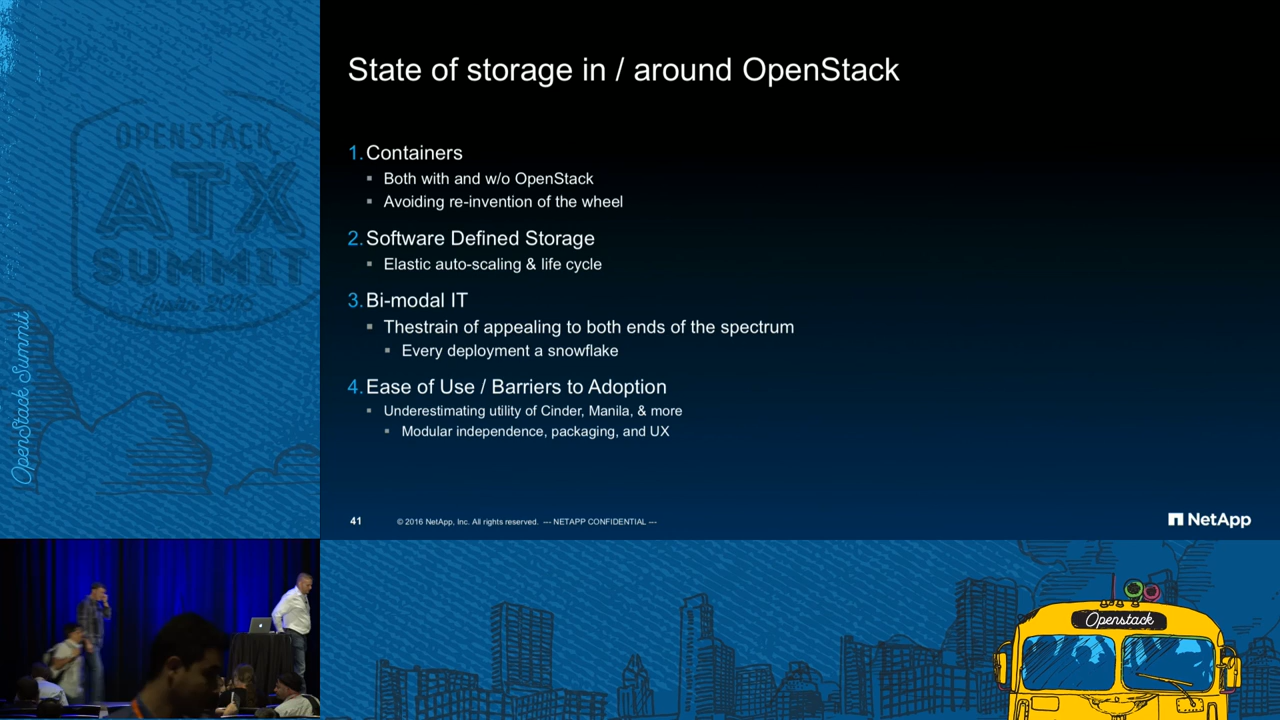 State of storage in / around OpenStack
1. Containers
▪ Both with and w/o OpenStack
▪ Avoiding re-invention of the wheel
2. Software Defined Storage
▪ Elastic auto-scaling & life cycle
3. Bi-modal IT
▪ Thestrain of appealing to both ends of the spectrum
▪ Every deployment a snowflake
4. Ease of Use / Barriers to Adoption
▪ Underestimating utility of Cinder, Manila, & more
▪ Modular independence, packaging, and UX
41
© 2016 NetApp, Inc. All rights reserved. --- NETAPP CONFIDENTIAL ---
NetApp
OPENSTACK
ATX
SUMMIT
Austin 2016
OpenStack Summit
Openstack